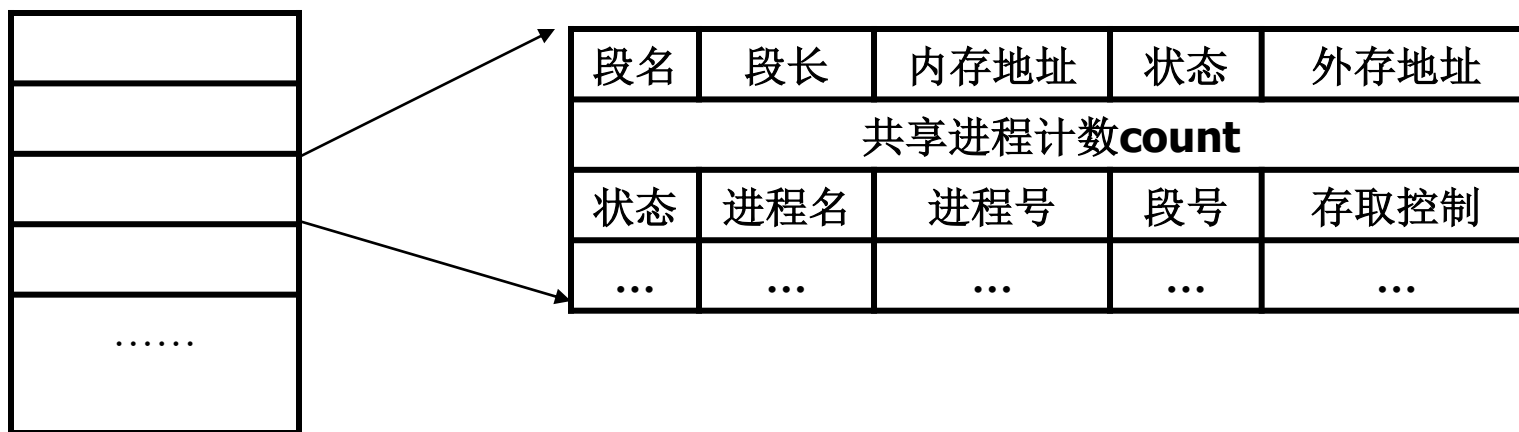 段名 段长 内存地址 状态 外存地址
共享进程计数count
状态 进程名 进程号 段号 存取控制
... ... ... ... ...
......